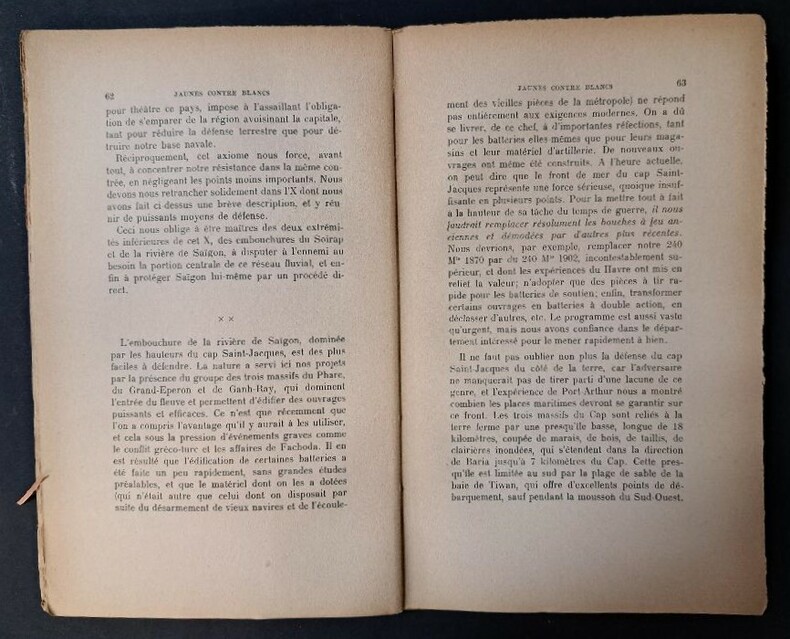 62 JAUNES CONTRE BLANCS
pour théâtre ce pays, impose à l'assaillant l'obliga-
tion de s'emparer de la région avoisinant la capitale,
tant pour réduire la défense terrestre que pour dé-
truire notre base navale.
Réciproquement, cet axiome nous force, avant
tout, à concentrer notre résistance dans la même con-
trée, en négligeant les points moins importants. Nous
devons nous retrancher solidement dans l'X dont nous
avons fait ci-dessus une brève description, et y réu-
nir de puissants moyens de défense.
Ceci nous oblige à être maîtres des deux extrémi-
tés inférieures de cet X, des embouchures du Soirap
et de la rivière de Saïgon, à disputer à l'ennemi au
besoin la portion centrale de ce réseau fluvial, et en-
fin à protéger Saïgon lui-même par un procédé di-
rect.
× ×
L'embouchure de la rivière de Saïgon, dominée
par les hauteurs du cap Saint-Jacques, est des plus
faciles à défendre. La nature a servi ici nos projets
par la présence du groupe des trois massifs du Phare,
du Grand-Eperon et de Ganh-Ray, qui dominent
l'entrée du fleuve et permettent d'édifier des ouvrages
puissants et efficaces. Ce n'est que récemment que
l'on a compris l'avantage qu'il y aurait à les utiliser,
et cela sous la pression d'événements graves comme
le conflit gréco-turc et les affaires de Fachoda. Il en
est résulté que l'édification de certaines batteries a
été faite un peu rapidement, sans grandes études
préalables, et que le matériel dont on les a dotées
(qui n'était autre que celui dont on disposait par
suite du désarmement de vieux navires et de l'écoule-
JAUNES CONTRE BLANCS 63
ment des vieilles pièces de la métropole) ne répond
pas entièrement aux exigences modernes. On a dû
se livrer, de ce chef, à d'importantes réfections, tant
pour les batteries elles-mêmes que pour leurs maga-
sins et leur matériel d'artillerie. De nouveaux ou-
vrages ont même été construits. A l'heure actuelle,
on peut dire que le front de mer du cap Saint-
Jacques représente une force sérieuse, quoique insuf-
fisante en plusieurs points. Pour la mettre tout à fait
à la hauteur de sa tâche du temps de guerre, il nous
faudrait remplacer résolument les bouches à feu an-
ciennes et démodées par d'autres plus récentes.
Nous devrions, par exemple, remplacer notre 240
Mle 1870 par du 240 Mle 1902, incontestablement su-
périeur, et dont les expériences du Havre ont mis en
relief la valeur; n'adopter que des pièces à tir ra-
pide pour les batteries de soutien; enfin, transformer
certains ouvrages en batteries à double action, en
déclasser d'autres, etc. Le programme est aussi vaste
qu'urgent, mais nous avons confiance dans le dépar-
tement intéressé pour le mener rapidement à bien.
Il ne faut pas oublier non plus la défense du cap
Saint-Jacques du côté de la terre, car l'adversaire
ne manquerait pas de tirer parti d'une lacune de ce
genre, et l'expérience de Port-Arthur nous a montré
combien les places maritimes devront se garantir sur
ce front. Les trois massifs du Cap sont reliés à la
terre ferme par une presqu'île basse, longue de 18
kilomètres, coupée de marais, de bois, de taillis, de
clairières inondées, qui s'étendent dans la direction
de Baria jusqu'à 7 kilomètres du Cap. Cette pres-
qu'île est limitée au sud par la plage de sable de la
baie de Tiwan, qui offre d'excellents points de dé-
barquement, sauf pendant la mousson du Sud-Ouest.